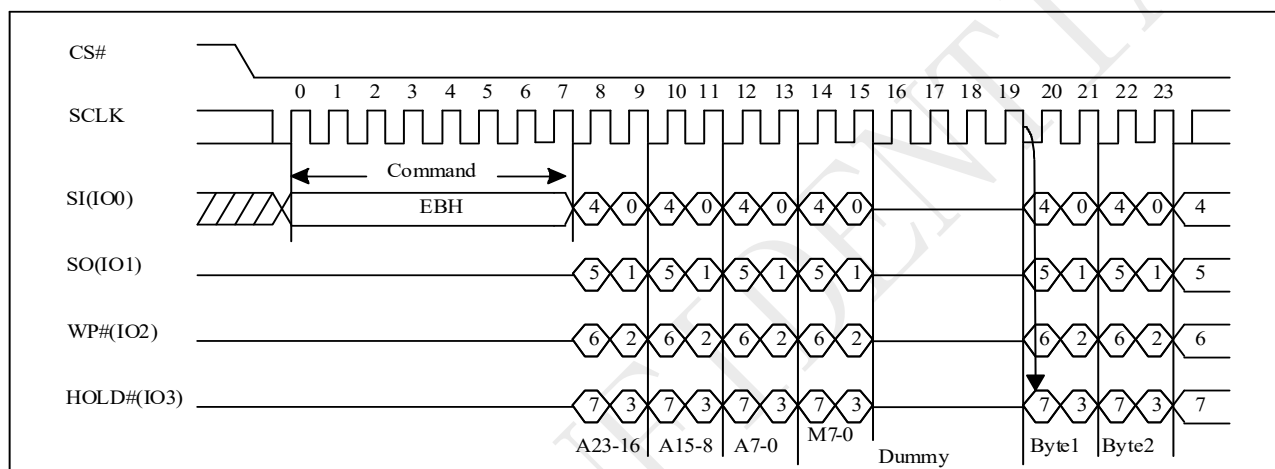 CS#
0 1 2 3 4 5 6 7 8 9 10 11 12 13 14 15 16 17 18 19 20 21 22 23
SCLK
Command
SI(IO0) EBH 4 0 4 0 4 0 4 0 4 0 4 0 4
SO(IO1) 5 1 5 1 5 1 5 1 5 1 5 1 5
WP#(IO2) 6 2 6 2 6 2 6 2 6 2 6 2 6
HOLD#(IO3) 7 3 7 3 7 3 7 3 7 3 7 3 7
A23-16 A15-8 A7-0 M7-0 Dummy Byte1 Byte2